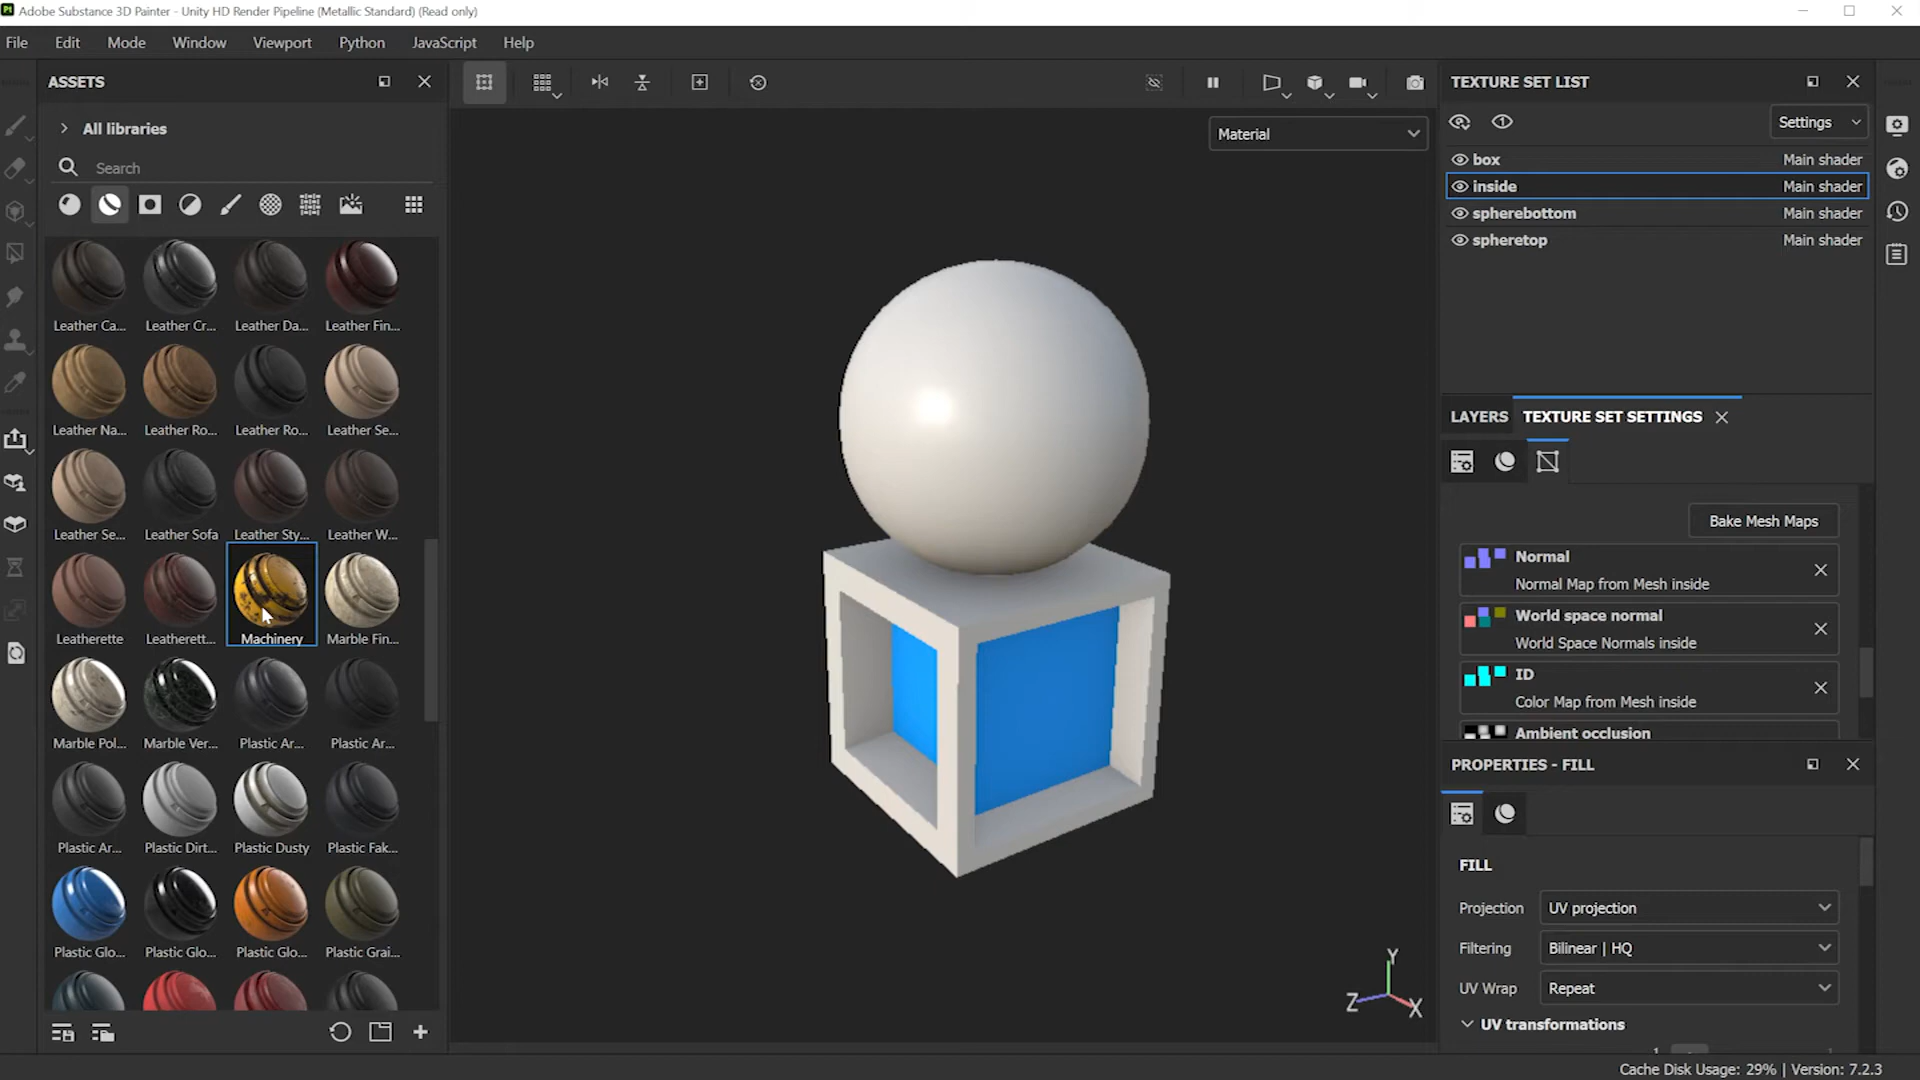 Adobe Substance 3D Painter - Unity HD Render Pipeline (Metallic Standard) (Read only)
File Edit Mode Window Viewport Python JavaScript Help
ASSETS
All libraries
Search
Leather Ca... Leather Cr... Leather Da... Leather Fin...
Leather Na... Leather Ro... Leather Ro... Leather Se...
Leather Se... Leather Sofa Leather Sty... Leather W...
Leatherette Leatherett... Machinery Marble Fin...
Marble Pol... Marble Ver... Plastic Ar... Plastic Ar...
Plastic Ar... Plastic Dirt... Plastic Dusty Plastic Fak...
Plastic Glo... Plastic Glo... Plastic Glo... Plastic Grai...
Material
Y
Z
X
TEXTURE SET LIST
Settings
box Main shader
inside Main shader
spherebottom Main shader
spheretop Main shader
LAYERS TEXTURE SET SETTINGS
Bake Mesh Maps
Normal
Normal Map from Mesh inside
World space normal
World Space Normals inside
ID
Color Map from Mesh inside
Ambient occlusion
PROPERTIES - FILL
FILL
Projection UV projection
Filtering Bilinear | HQ
UV Wrap Repeat
UV transformations
Cache Disk Usage: 29% | Version: 7.2.3